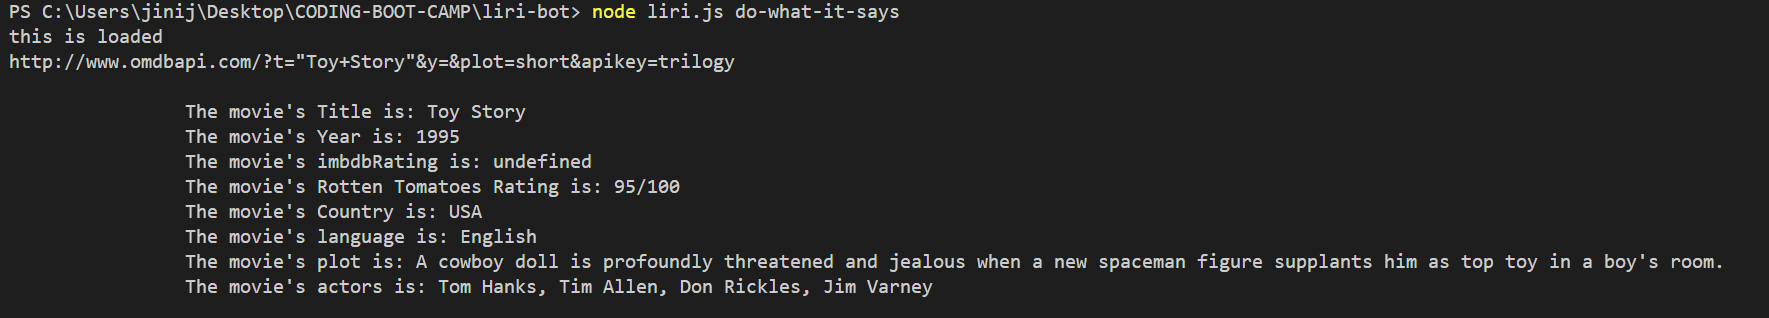 PS C:\Users\jinij\Desktop\CODING-BOOT-CAMP\liri-bot> node liri.js do-what-it-says
this is loaded
http://www.omdbapi.com/?t="Toy+Story"&y=&plot=short&apikey=trilogy
The movie's Title is: Toy Story
The movie's Year is: 1995
The movie's imbdbRating is: undefined
The movie's Rotten Tomatoes Rating is: 95/100
The movie's Country is: USA
The movie's language is: English
The movie's plot is: A cowboy doll is profoundly threatened and jealous when a new spaceman figure supplants him as top toy in a boy's room.
The movie's actors is: Tom Hanks, Tim Allen, Don Rickles, Jim Varney